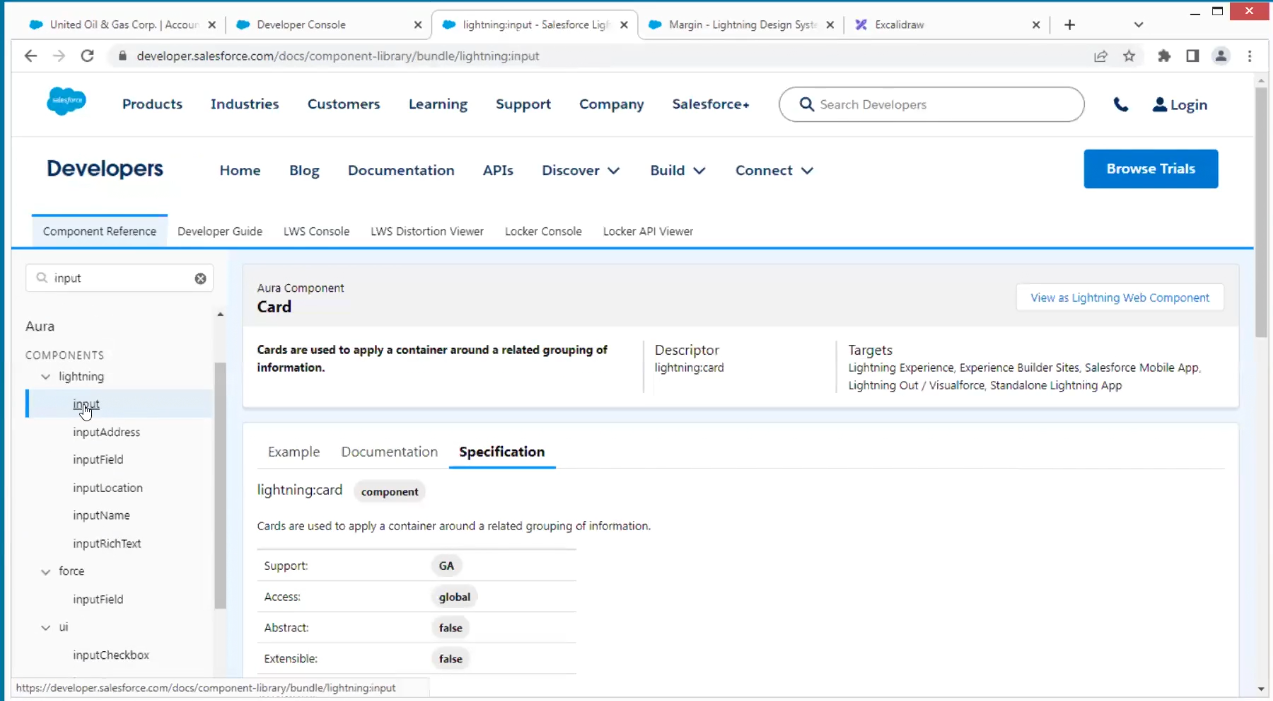 United Oil & Gas Corp. | Accoun
Developer Console
lightning:input - Salesforce Ligh
Margin - Lightning Design Syste
Excalidraw
developer.salesforce.com/docs/component-library/bundle/lightning:input
salesforce
Products
Industries
Customers
Learning
Support
Company
Salesforce+
Search Developers
Login
Developers
Home
Blog
Documentation
APIs
Discover
Build
Connect
Browse Trials
Component Reference
Developer Guide
LWS Console
LWS Distortion Viewer
Locker Console
Locker API Viewer
input
Aura
COMPONENTS
lightning
input
inputAddress
inputField
inputLocation
inputName
inputRichText
force
inputField
ui
inputCheckbox
Aura Component
Card
View as Lightning Web Component
Cards are used to apply a container around a related grouping of
information.
Descriptor
lightning:card
Targets
Lightning Experience, Experience Builder Sites, Salesforce Mobile App,
Lightning Out / Visualforce, Standalone Lightning App
Example
Documentation
Specification
lightning:card component
Cards are used to apply a container around a related grouping of information.
Support: GA
Access: global
Abstract: false
Extensible: false
https://developer.salesforce.com/docs/component-library/bundle/lightning:input